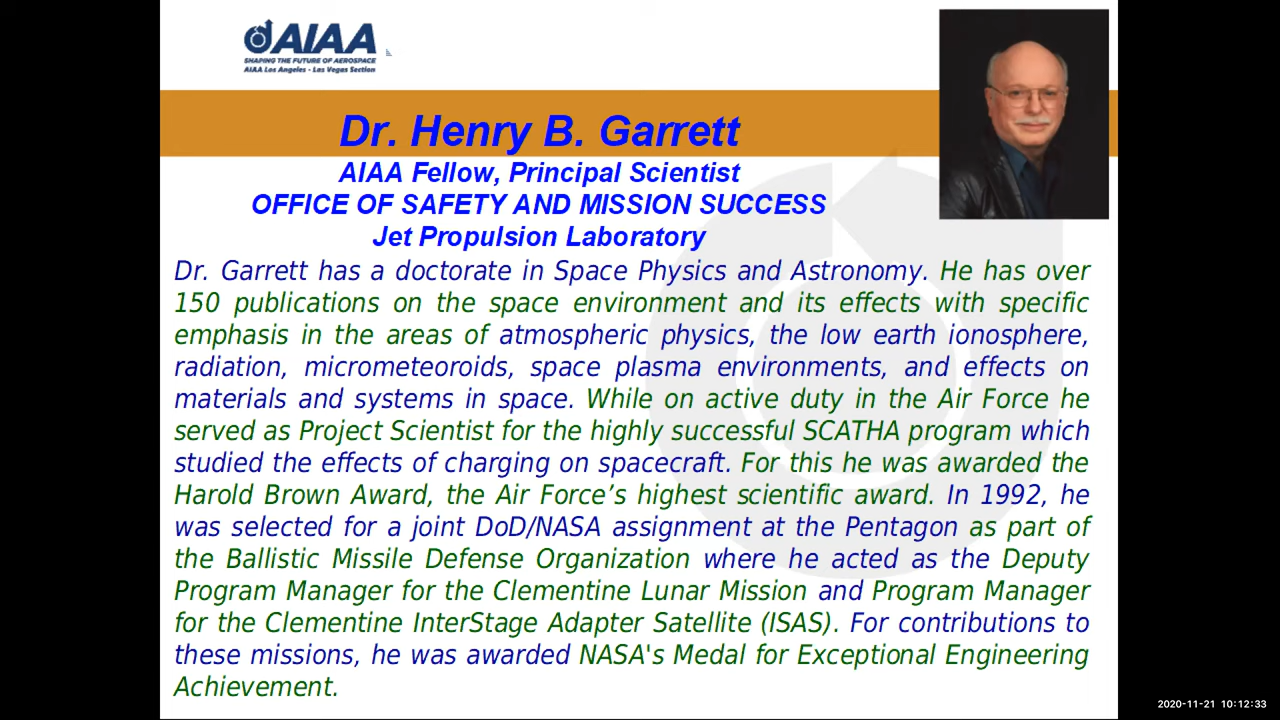 AIAA
SHAPING THE FUTURE OF AEROSPACE
AIAA Los Angeles - Las Vegas Section
Dr. Henry B. Garrett
AIAA Fellow, Principal Scientist
OFFICE OF SAFETY AND MISSION SUCCESS
Jet Propulsion Laboratory
Dr. Garrett has a doctorate in Space Physics and Astronomy. He has over
150 publications on the space environment and its effects with specific
emphasis in the areas of atmospheric physics, the low earth ionosphere,
radiation, micrometeoroids, space plasma environments, and effects on
materials and systems in space. While on active duty in the Air Force he
served as Project Scientist for the highly successful SCATHA program which
studied the effects of charging on spacecraft. For this he was awarded the
Harold Brown Award, the Air Force’s highest scientific award. In 1992, he
was selected for a joint DoD/NASA assignment at the Pentagon as part of
the Ballistic Missile Defense Organization where he acted as the Deputy
Program Manager for the Clementine Lunar Mission and Program Manager
for the Clementine InterStage Adapter Satellite (ISAS). For contributions to
these missions, he was awarded NASA's Medal for Exceptional Engineering
Achievement.
2020-11-21 10:12:33